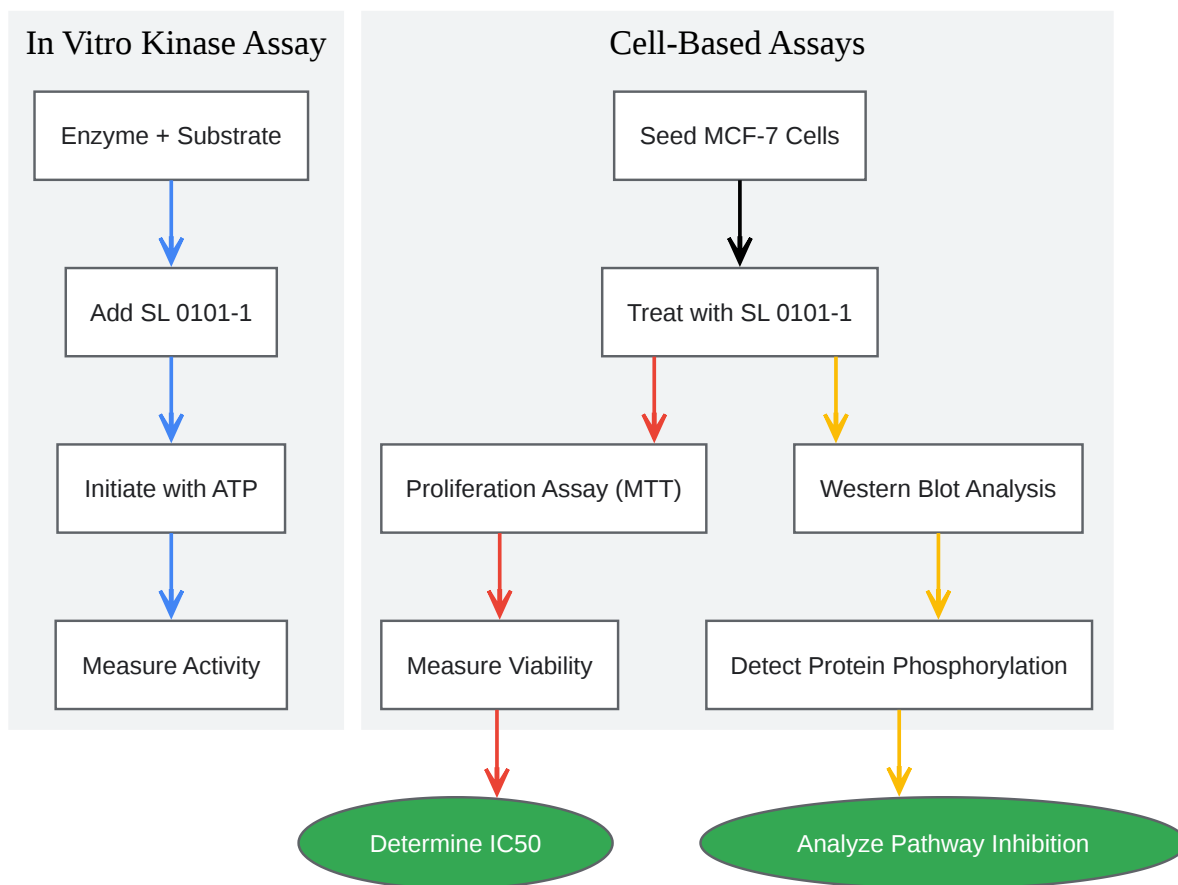 In Vitro Kinase Assay
Enzyme + Substrate
Add SL 0101-1
Initiate with ATP
Measure Activity
Cell-Based Assays
Seed MCF-7 Cells
Treat with SL 0101-1
Proliferation Assay (MTT)
Western Blot Analysis
Measure Viability
Detect Protein Phosphorylation
Determine IC50
Analyze Pathway Inhibition